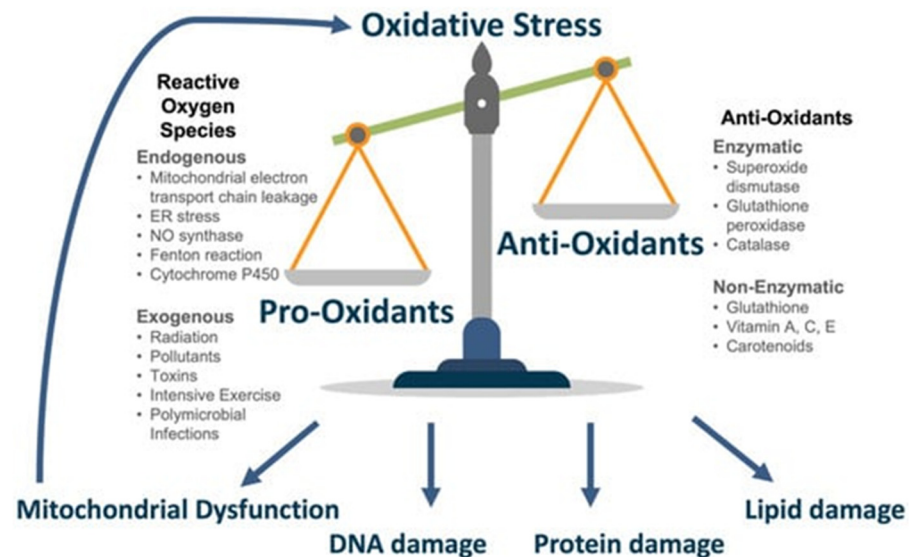 Oxidative Stress
Reactive
Oxygen
Species
Endogenous
• Mitochondrial electron
transport chain leakage
• ER stress
• NO synthase
• Fenton reaction
• Cytochrome P450
Exogenous
• Radiation
• Pollutants
• Toxins
• Intensive Exercise
• Polymicrobial
Infections
Pro-Oxidants
Anti-Oxidants
Anti-Oxidants
Enzymatic
• Superoxide
dismutase
• Glutathione
peroxidase
• Catalase
Non-Enzymatic
• Glutathione
• Vitamin A, C, E
• Carotenoids
Mitochondrial Dysfunction
DNA damage
Protein damage
Lipid damage